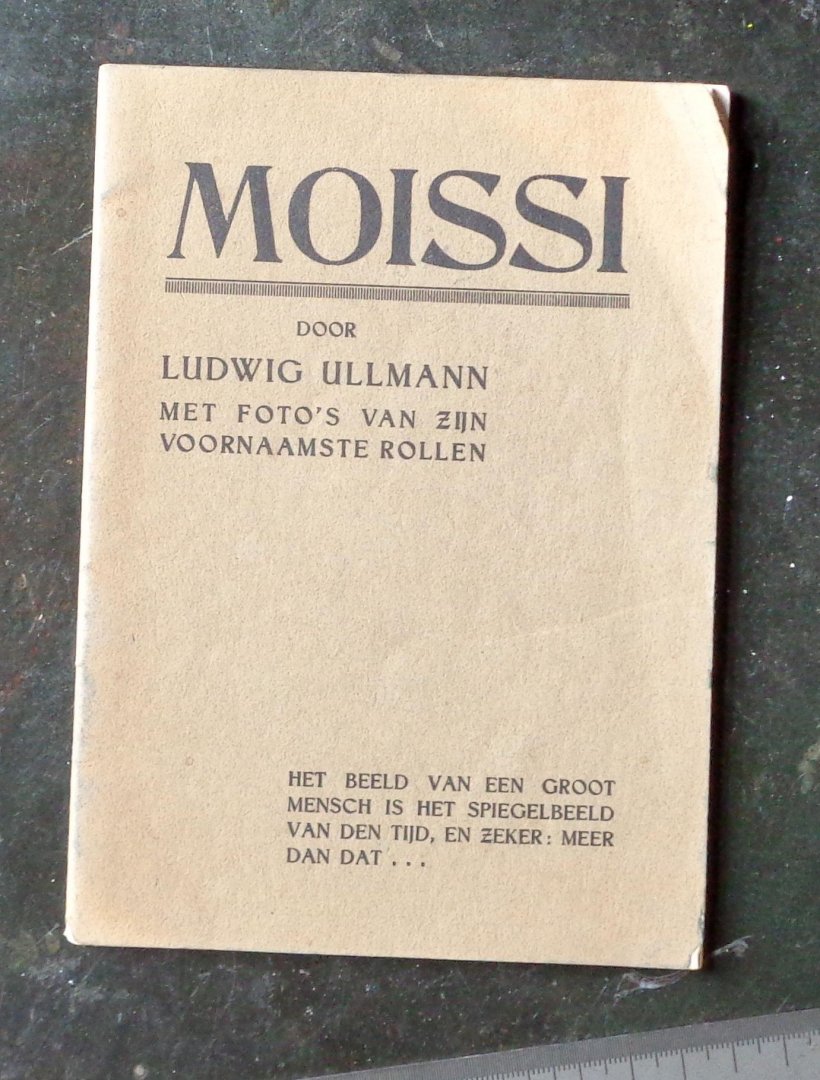 MOISSI
DOOR
LUDWIG ULLMANN
MET FOTO'S VAN ZIJN
VOORNAAMSTE ROLLEN
HET BEELD VAN EEN GROOT
MENSCH IS HET SPIEGELBEELD
VAN DEN TIJD, EN ZEKER: MEER
DAN DAT . . .